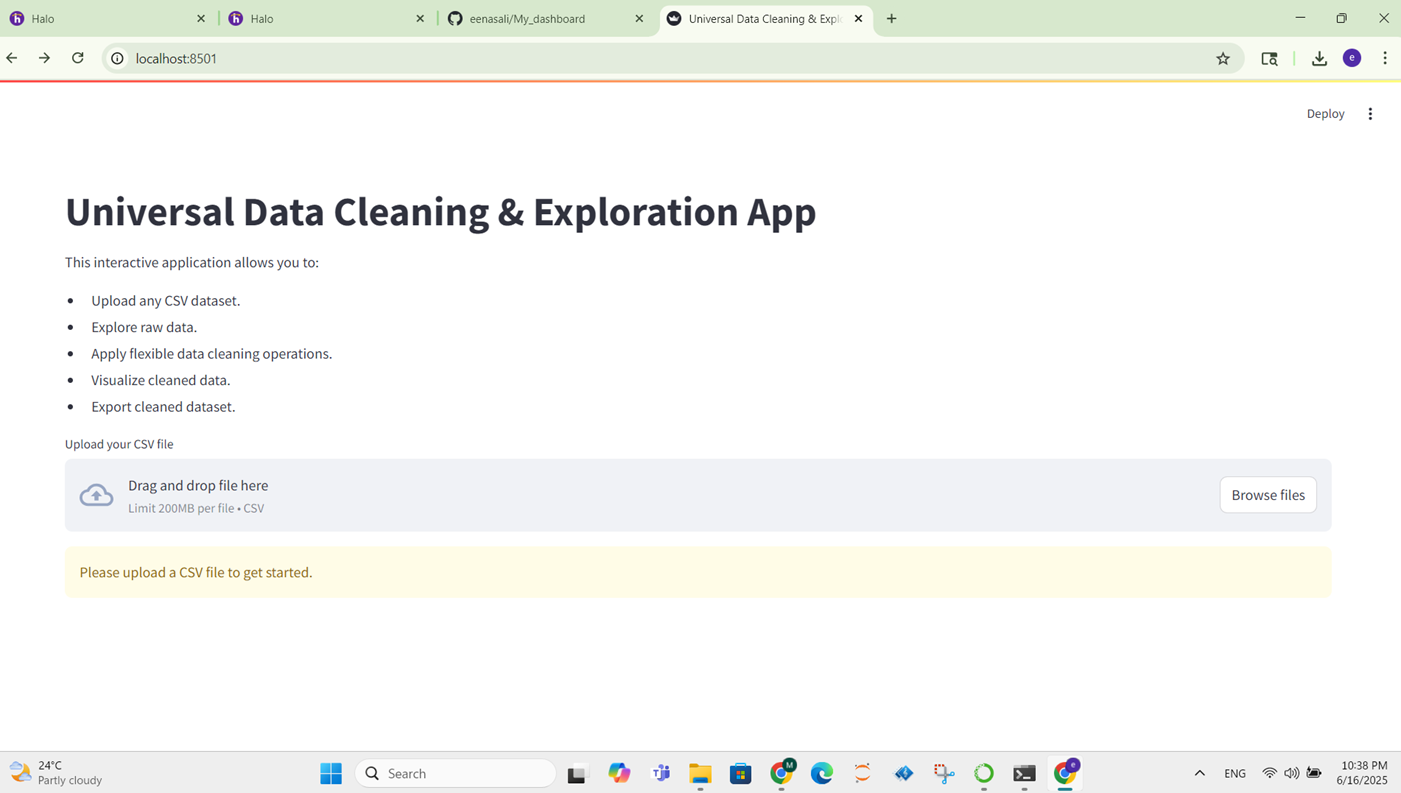 Halo
Halo
eenasali/My_dashboard
Universal Data Cleaning & Expl
localhost:8501
e
Deploy
Universal Data Cleaning & Exploration App
This interactive application allows you to:
Upload any CSV dataset.
Explore raw data.
Apply flexible data cleaning operations.
Visualize cleaned data.
Export cleaned dataset.
Upload your CSV file
Drag and drop file here
Limit 200MB per file • CSV
Browse files
Please upload a CSV file to get started.
24°C
Partly cloudy
Search
M
e
ENG
10:38 PM
6/16/2025